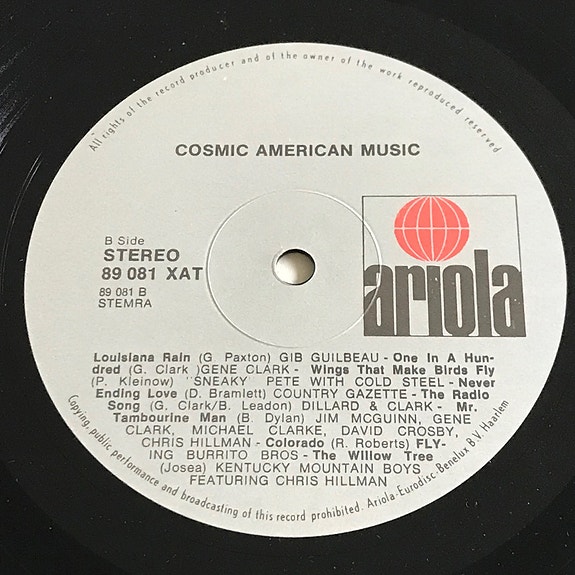 All rights of the record producer and of the owner of the work reproduced reserved
COSMIC AMERICAN MUSIC
B Side
STEREO
89 081 XAT
89 081 B
STEMRA
ariola
Louisiana Rain (G. Paxton) GIB GUILBEAU - One In A Hun-
dred (G. Clark )GENE CLARK - Wings That Make Birds Fly
(P. Kleinow) "SNEAKY" PETE WITH COLD STEEL - Never
Ending Love (D. Bramlett) COUNTRY GAZETTE - The Radio
Song (G. Clark/B. Leadon) DILLARD & CLARK - Mr.
Tambourine Man (B. Dylan) JIM MCGUINN, GENE
CLARK, MICHAEL CLARKE, DAVID CROSBY,
CHRIS HILLMAN - Colorado (R. Roberts) FLY-
ING BURRITO BROS - The Willow Tree
(Josea) KENTUCKY MOUNTAIN BOYS
FEATURING CHRIS HILLMAN
Copying, public performance and broadcasting of this record prohibited. Ariola-Eurodisc Benelux B.V. Haarlem